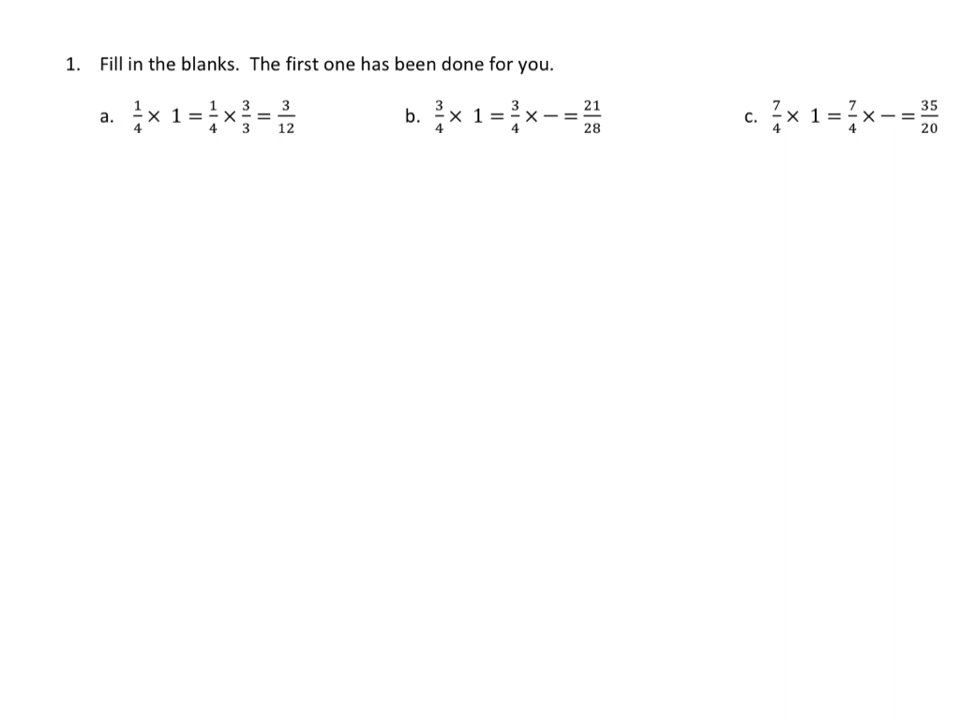 1. Fill in the blanks. The first one has been done for you.
a. 1/4 × 1 = 1/4 × 3/3 = 3/12 b. 3/4 × 1 = 3/4 × — = 21/28 c. 7/4 × 1 = 7/4 × — = 35/20